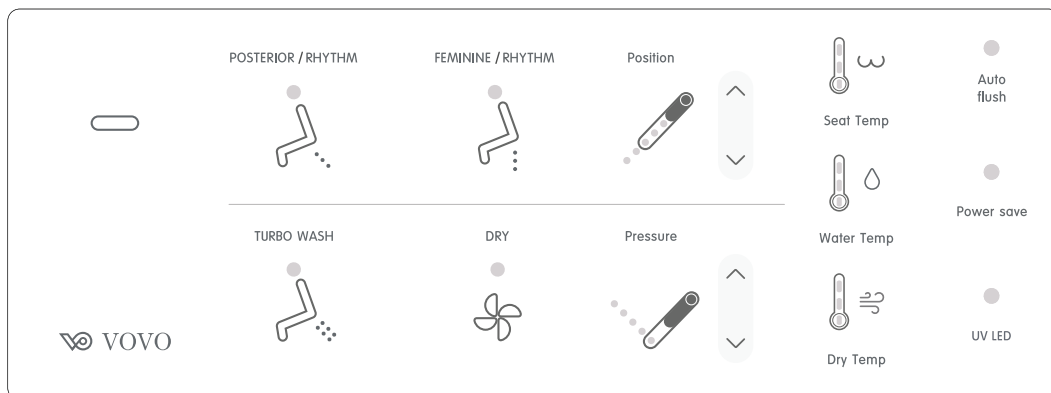 POSTERIOR / RHYTHM
FEMININE / RHYTHM
Position
Seat Temp
Auto
flush
Water Temp
Power save
TURBO WASH
DRY
Pressure
Dry Temp
UV LED
VOVO